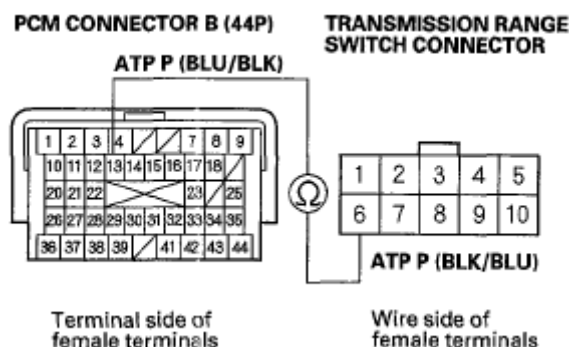 PCM CONNECTOR B (44P)
TRANSMISSION RANGE
SWITCH CONNECTOR
ATP P (BLU/BLK)
1 2 3 4 7 8 9
10 11 12 13 14 15 16 17 18
20 21 22 23 25
26 27 28 29 30 31 32 33 34 35
36 37 38 39 41 42 43 44
Ω
1 2 3 4 5
6 7 8 9 10
ATP P (BLK/BLU)
Terminal side of
female terminals
Wire side of
female terminals